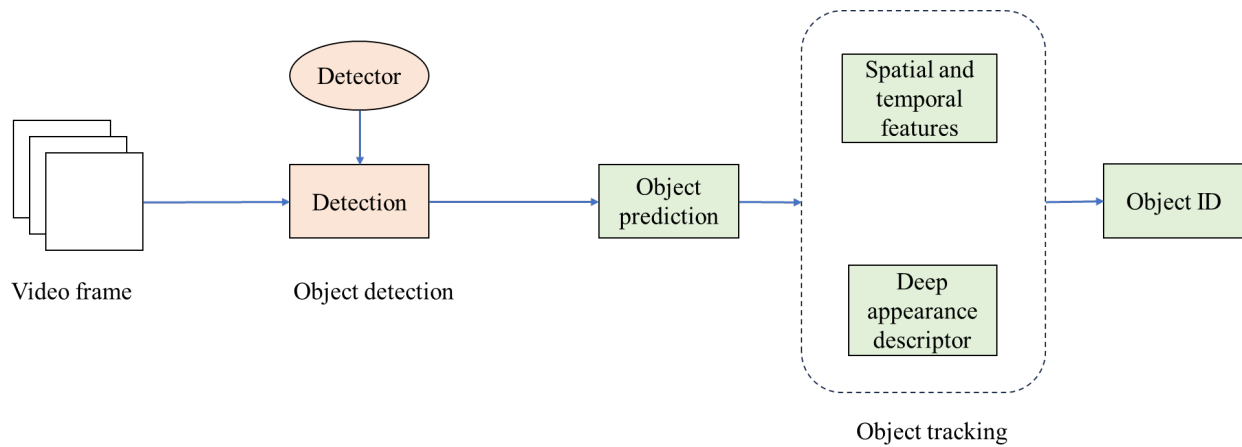 Detector
Detection
Video frame
Object detection
Object
prediction
Spatial and
temporal
features
Deep
appearance
descriptor
Object tracking
Object ID